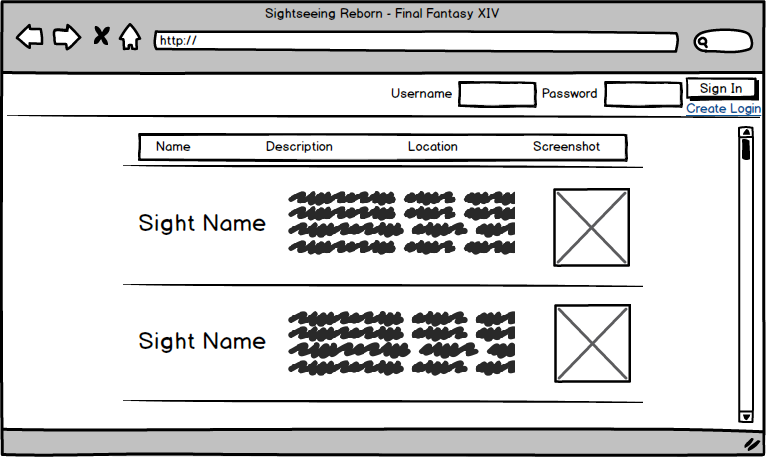 Sightseeing Reborn - Final Fantasy XIV
http://
Username Password Sign In
Create Login
Name Description Location Screenshot
Sight Name
Sight Name